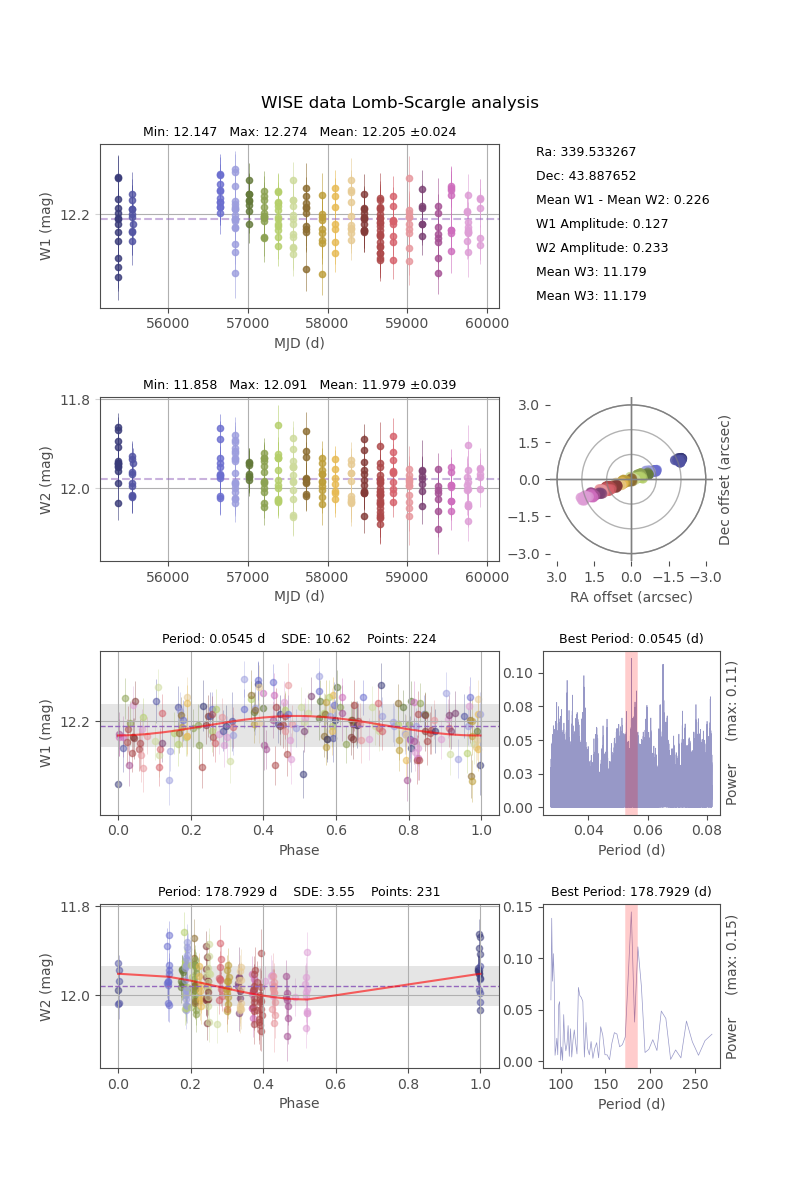 WISE data Lomb-Scargle analysis
Min: 12.147 Max: 12.274 Mean: 12.205 ±0.024
W1 (mag)
12.2
56000 57000 58000 59000 60000
MJD (d)
Ra: 339.533267
Dec: 43.887652
Mean W1 - Mean W2: 0.226
W1 Amplitude: 0.127
W2 Amplitude: 0.233
Mean W3: 11.179
Mean W3: 11.179
Min: 11.858 Max: 12.091 Mean: 11.979 ±0.039
W2 (mag)
11.8
12.0
56000 57000 58000 59000 60000
MJD (d)
3.0
1.5
0.0
−1.5
−3.0
3.0 1.5 0.0 −1.5 −3.0
RA offset (arcsec)
Dec offset (arcsec)
Period: 0.0545 d SDE: 10.62 Points: 224
W1 (mag)
12.2
0.0 0.2 0.4 0.6 0.8 1.0
Phase
Best Period: 0.0545 (d)
0.10
0.08
0.05
0.03
0.00
0.04 0.06 0.08
Period (d)
Power (max: 0.11)
Period: 178.7929 d SDE: 3.55 Points: 231
W2 (mag)
11.8
12.0
0.0 0.2 0.4 0.6 0.8 1.0
Phase
Best Period: 178.7929 (d)
0.15
0.10
0.05
0.00
100 150 200 250
Period (d)
Power (max: 0.15)